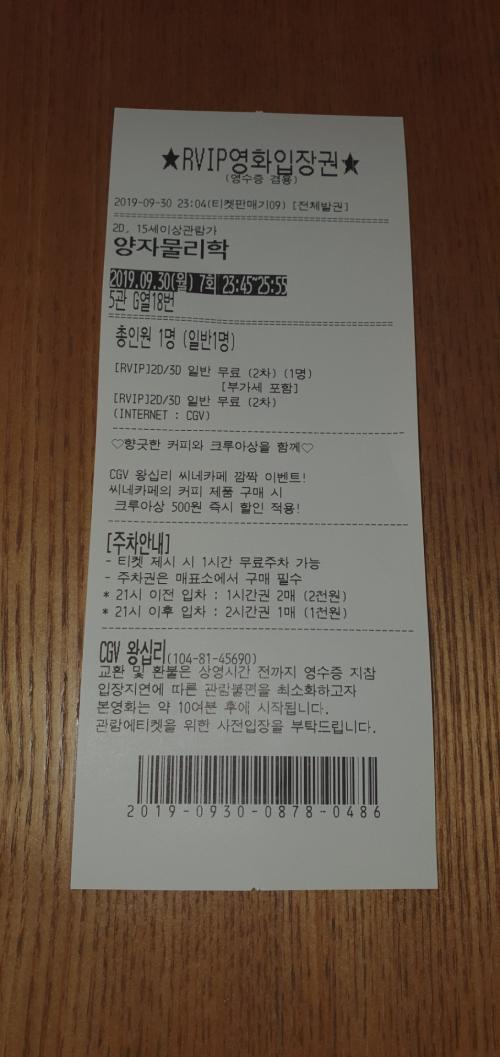 ★RVIP영화입장권★
(영수증 겸용)
2019-09-30 23:04(티켓판매기09) [전체발권]
2D, 15세이상관람가
양자물리학
2019.09.30(월) 7회 23:45~25:55
5관 G열18번
총인원 1명 (일반1명)
[RVIP]2D/3D 일반 무료 (2차) (1명)
[부가세 포함]
[RVIP]2D/3D 일반 무료 (2차)
(INTERNET : CGV)
♡향긋한 커피와 크루아상을 함께♡
CGV 왕십리 씨네카페 깜짝 이벤트!
씨네카페의 커피 제품 구매 시
크루아상 500원 즉시 할인 적용!
[주차안내]
- 티켓 제시 시 1시간 무료주차 가능
- 주차권은 매표소에서 구매 필수
* 21시 이전 입차 : 1시간권 2매 (2천원)
* 21시 이후 입차 : 2시간권 1매 (1천원)
CGV 왕십리(104-81-45690)
교환 및 환불은 상영시간 전까지 영수증 지참
입장지연에 따른 관람불편을 최소화하고자
본영화는 약 10여분 후에 시작됩니다.
관람에티켓을 위한 사전입장을 부탁드립니다.
2019-0930-0878-0486